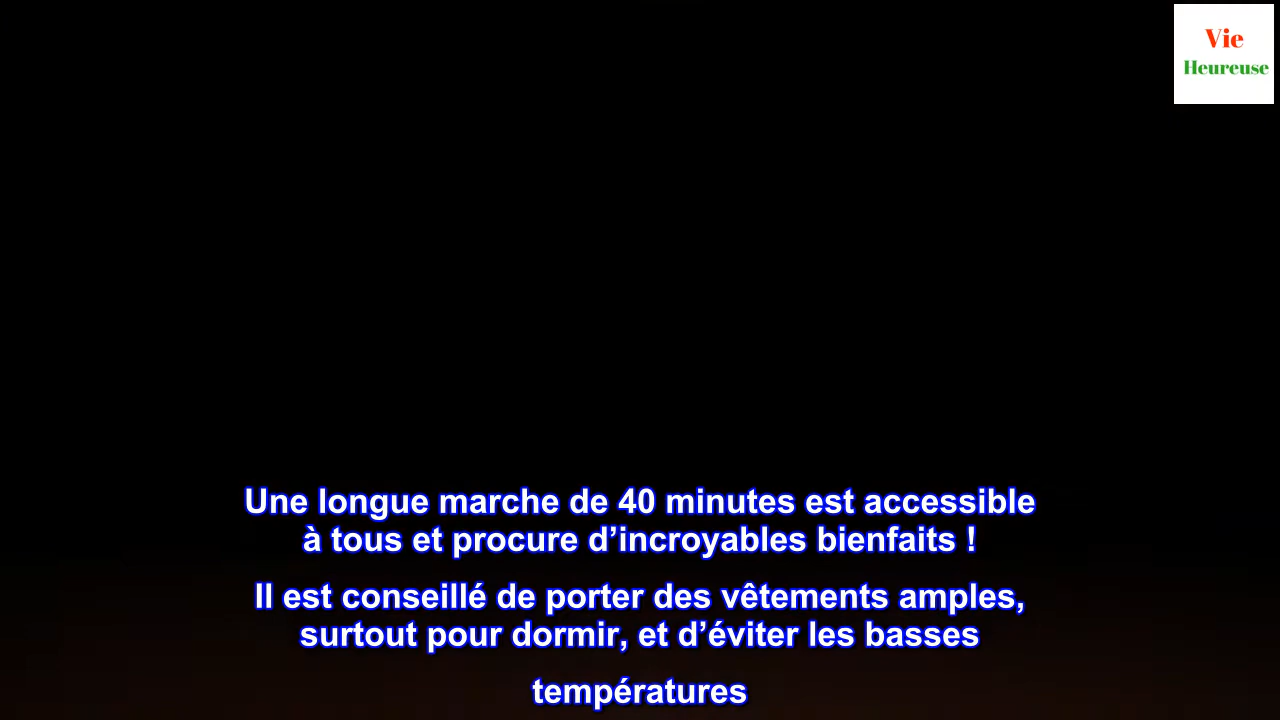 Vie
Heureuse
Une longue marche de 40 minutes est accessible
à tous et procure d’incroyables bienfaits !
Il est conseillé de porter des vêtements amples,
surtout pour dormir, et d’éviter les basses
températures